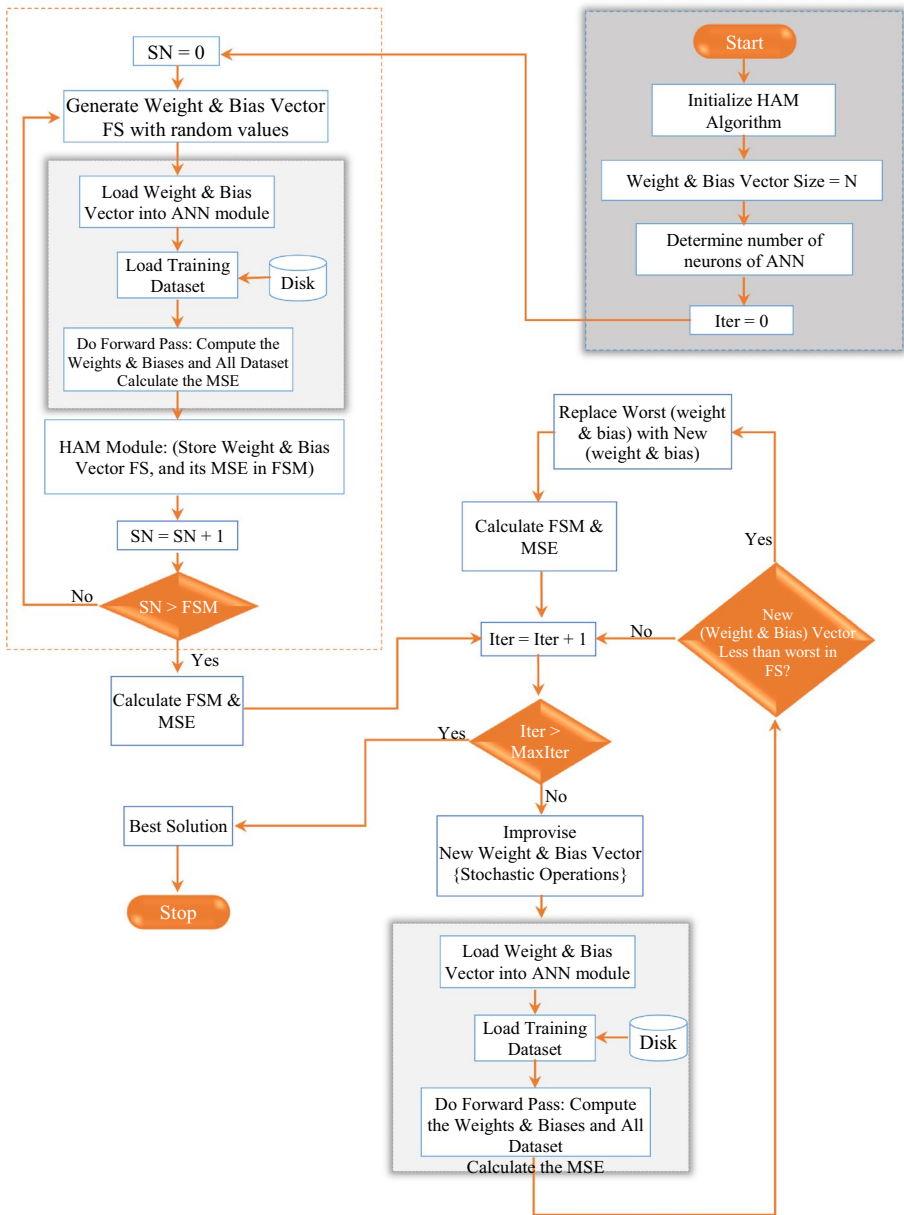 Start
Initialize HAM
Algorithm
Weight & Bias Vector Size = N
Determine number of
neurons of ANN
Iter = 0
SN = 0
Generate Weight & Bias Vector
FS with random values
Load Weight & Bias
Vector into ANN module
Load Training
Dataset
Disk
Do Forward Pass: Compute the
Weights & Biases and All Dataset
Calculate the MSE
HAM Module: (Store Weight & Bias
Vector FS, and its MSE in FSM)
SN = SN + 1
No
SN > FSM
Yes
Calculate FSM &
MSE
Replace Worst (weight
& bias) with New
(weight & bias)
Calculate FSM &
MSE
Yes
New
(Weight & Bias) Vector
Less than worst in
FS?
No
Iter = Iter + 1
Iter >
MaxIter
Yes
No
Best Solution
Stop
Improvise
New Weight & Bias Vector
{Stochastic Operations}
Load Weight & Bias
Vector into ANN module
Load Training
Dataset
Disk
Do Forward Pass: Compute
the Weights & Biases and All
Dataset
Calculate the MSE